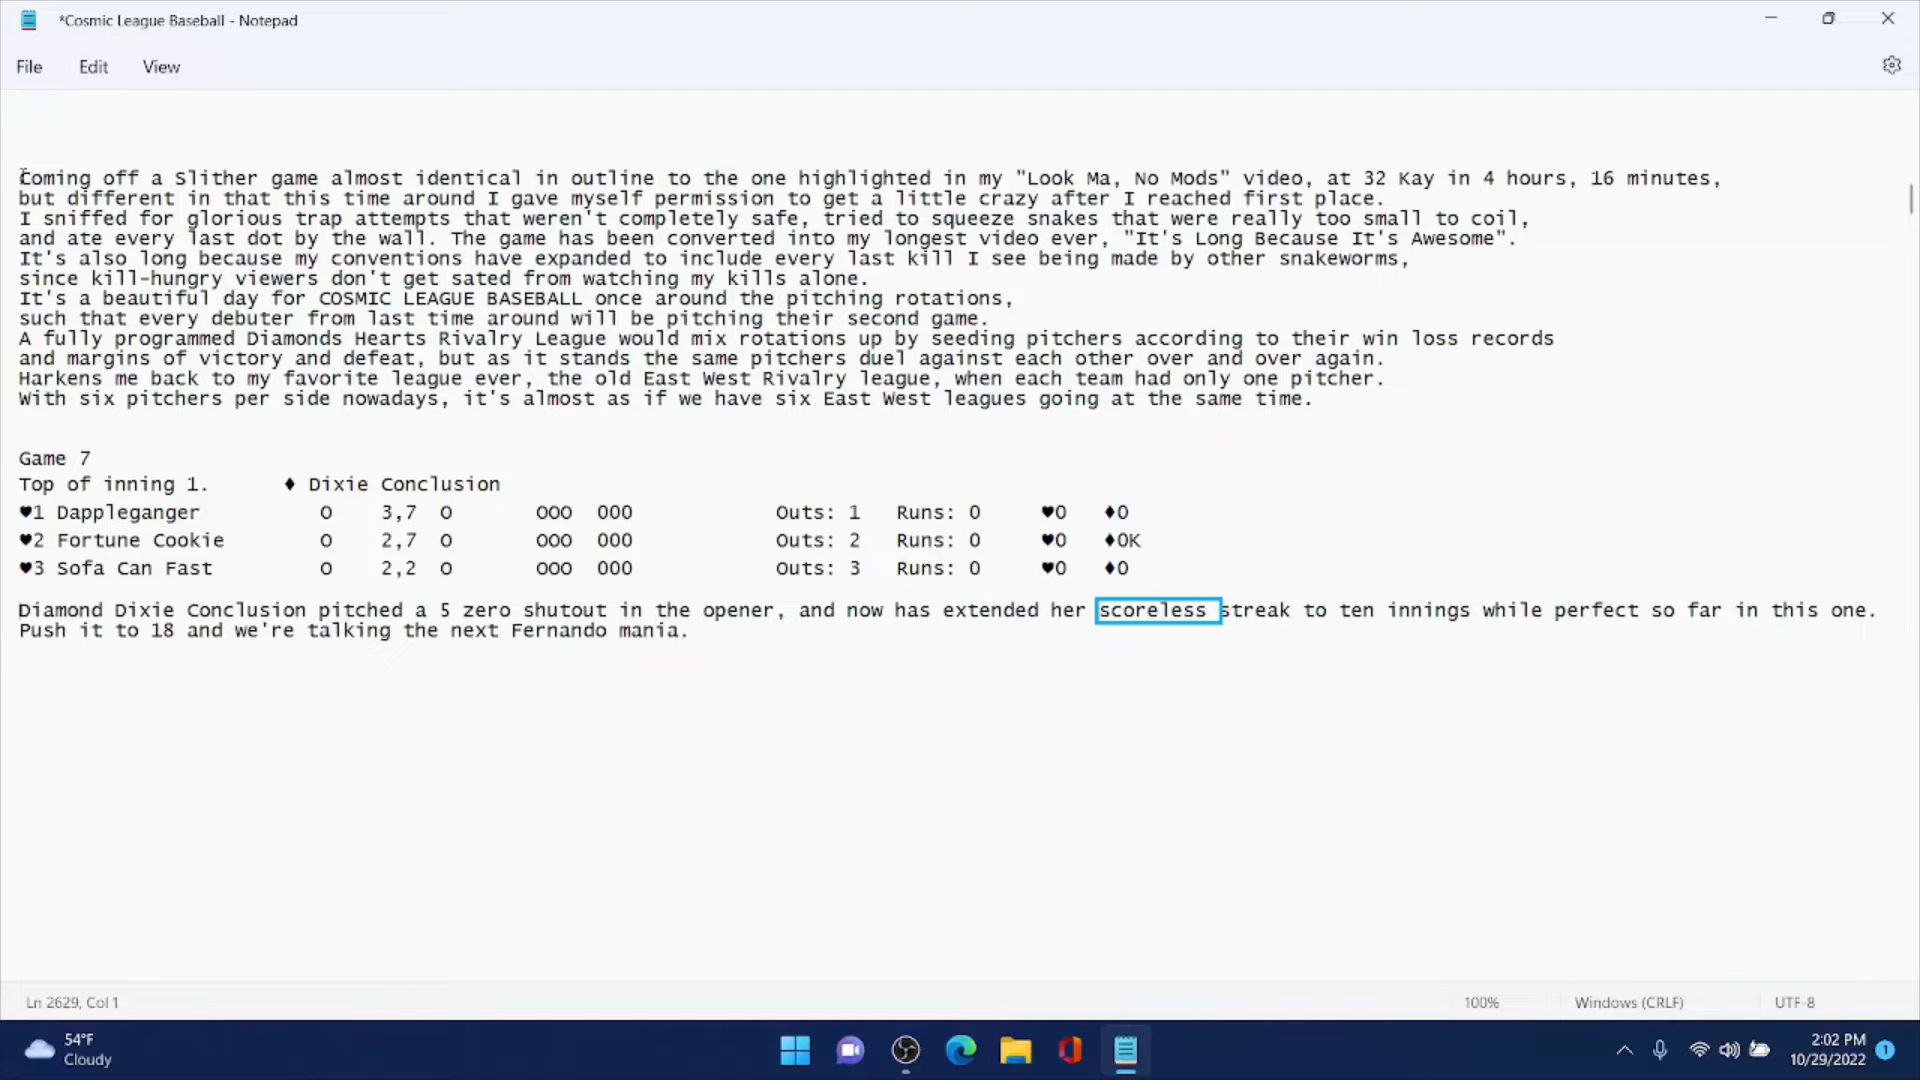 *Cosmic League Baseball - Notepad
File Edit View
Coming off a Slither game almost identical in outline to the one highlighted in my "Look Ma, No Mods" video, at 32 Kay in 4 hours, 16 minutes,
but different in that this time around I gave myself permission to get a little crazy after I reached first place.
I sniffed for glorious trap attempts that weren't completely safe, tried to squeeze snakes that were really too small to coil,
and ate every last dot by the wall. The game has been converted into my longest video ever, "It's Long Because It's Awesome".
It's also long because my conventions have expanded to include every last kill I see being made by other snakeworms,
since kill-hungry viewers don't get sated from watching my kills alone.
It's a beautiful day for COSMIC LEAGUE BASEBALL once around the pitching rotations,
such that every debuter from last time around will be pitching their second game.
A fully programmed Diamonds Hearts Rivalry League would mix rotations up by seeding pitchers according to their win loss records
and margins of victory and defeat, but as it stands the same pitchers duel against each other over and over again.
Harkens me back to my favorite league ever, the old East West Rivalry league, when each team had only one pitcher.
With six pitchers per side nowadays, it's almost as if we have six East West leagues going at the same time.
Game 7
Top of inning 1. ♦ Dixie Conclusion
♥1 Dappleganger O 3,7 O OOO OOO Outs: 1 Runs: 0 ♥0 ♦0
♥2 Fortune Cookie O 2,7 O OOO OOO Outs: 2 Runs: 0 ♥0 ♦0K
♥3 Sofa Can Fast O 2,2 O OOO OOO Outs: 3 Runs: 0 ♥0 ♦0
Diamond Dixie Conclusion pitched a 5 zero shutout in the opener, and now has extended her scoreless streak to ten innings while perfect so far in this one.
Push it to 18 and we're talking the next Fernando mania.
Ln 2629, Col 1 100% Windows (CRLF) UTF-8
54°F
Cloudy
2:02 PM
10/29/2022
1